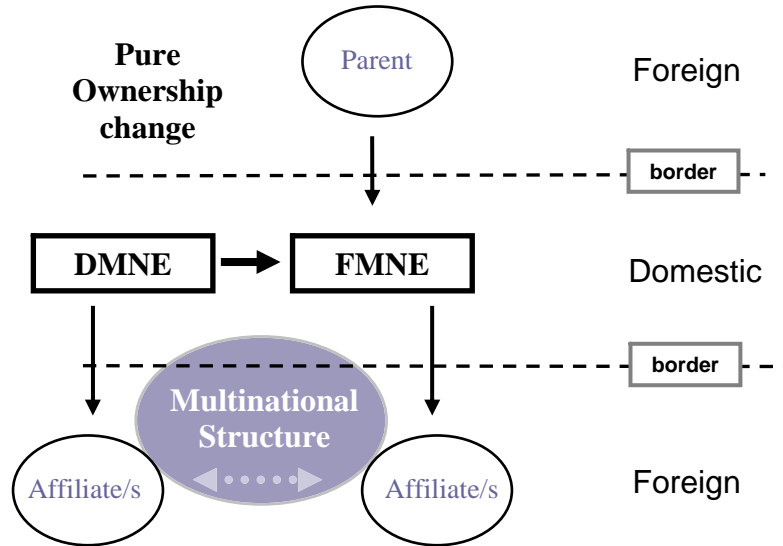 Pure
Ownership
change
Parent
Foreign
border
DMNE
FMNE
Domestic
border
Multinational
Structure
Affiliate/s
Affiliate/s
Foreign